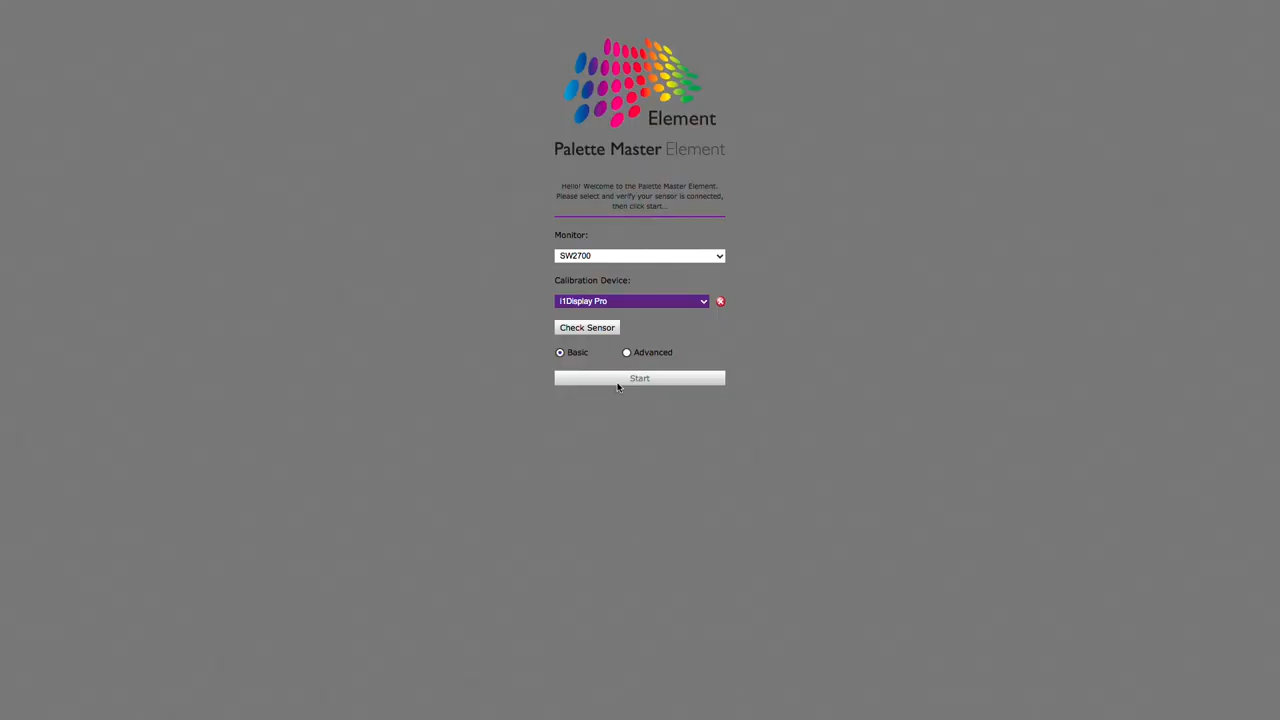 Element
Palette Master Element
Hello! Welcome to the Palette Master Element.
Please select and verify your sensor is connected,
then click start...
Monitor:
SW2700
Calibration Device:
i1Display Pro
Check Sensor
Basic Advanced
Start